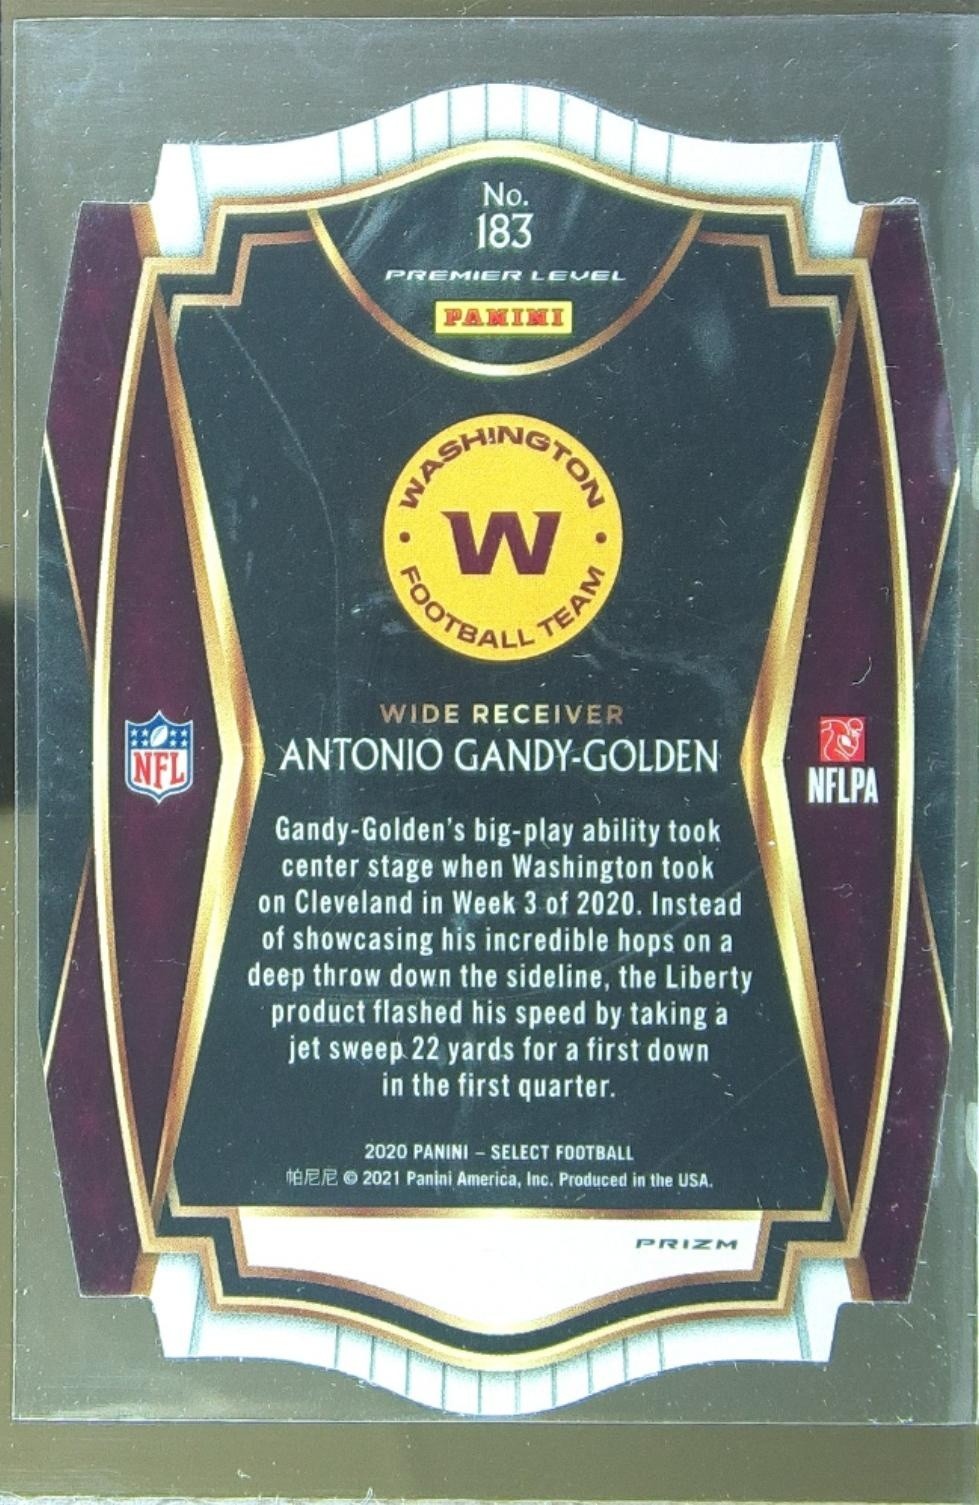 No.
183
PREMIER LEVEL
PANINI
WASHINGTON
W
FOOTBALL TEAM
WIDE RECEIVER
ANTONIO GANDY-GOLDEN
NFL
NFLPA
Gandy-Golden's big-play ability took
center stage when Washington took
on Cleveland in Week 3 of 2020. Instead
of showcasing his incredible hops on a
deep throw down the sideline, the Liberty
product flashed his speed by taking a
jet sweep 22 yards for a first down
in the first quarter.
2020 PANINI – SELECT FOOTBALL
帕尼尼 © 2021 Panini America, Inc. Produced in the USA.
PRIZM